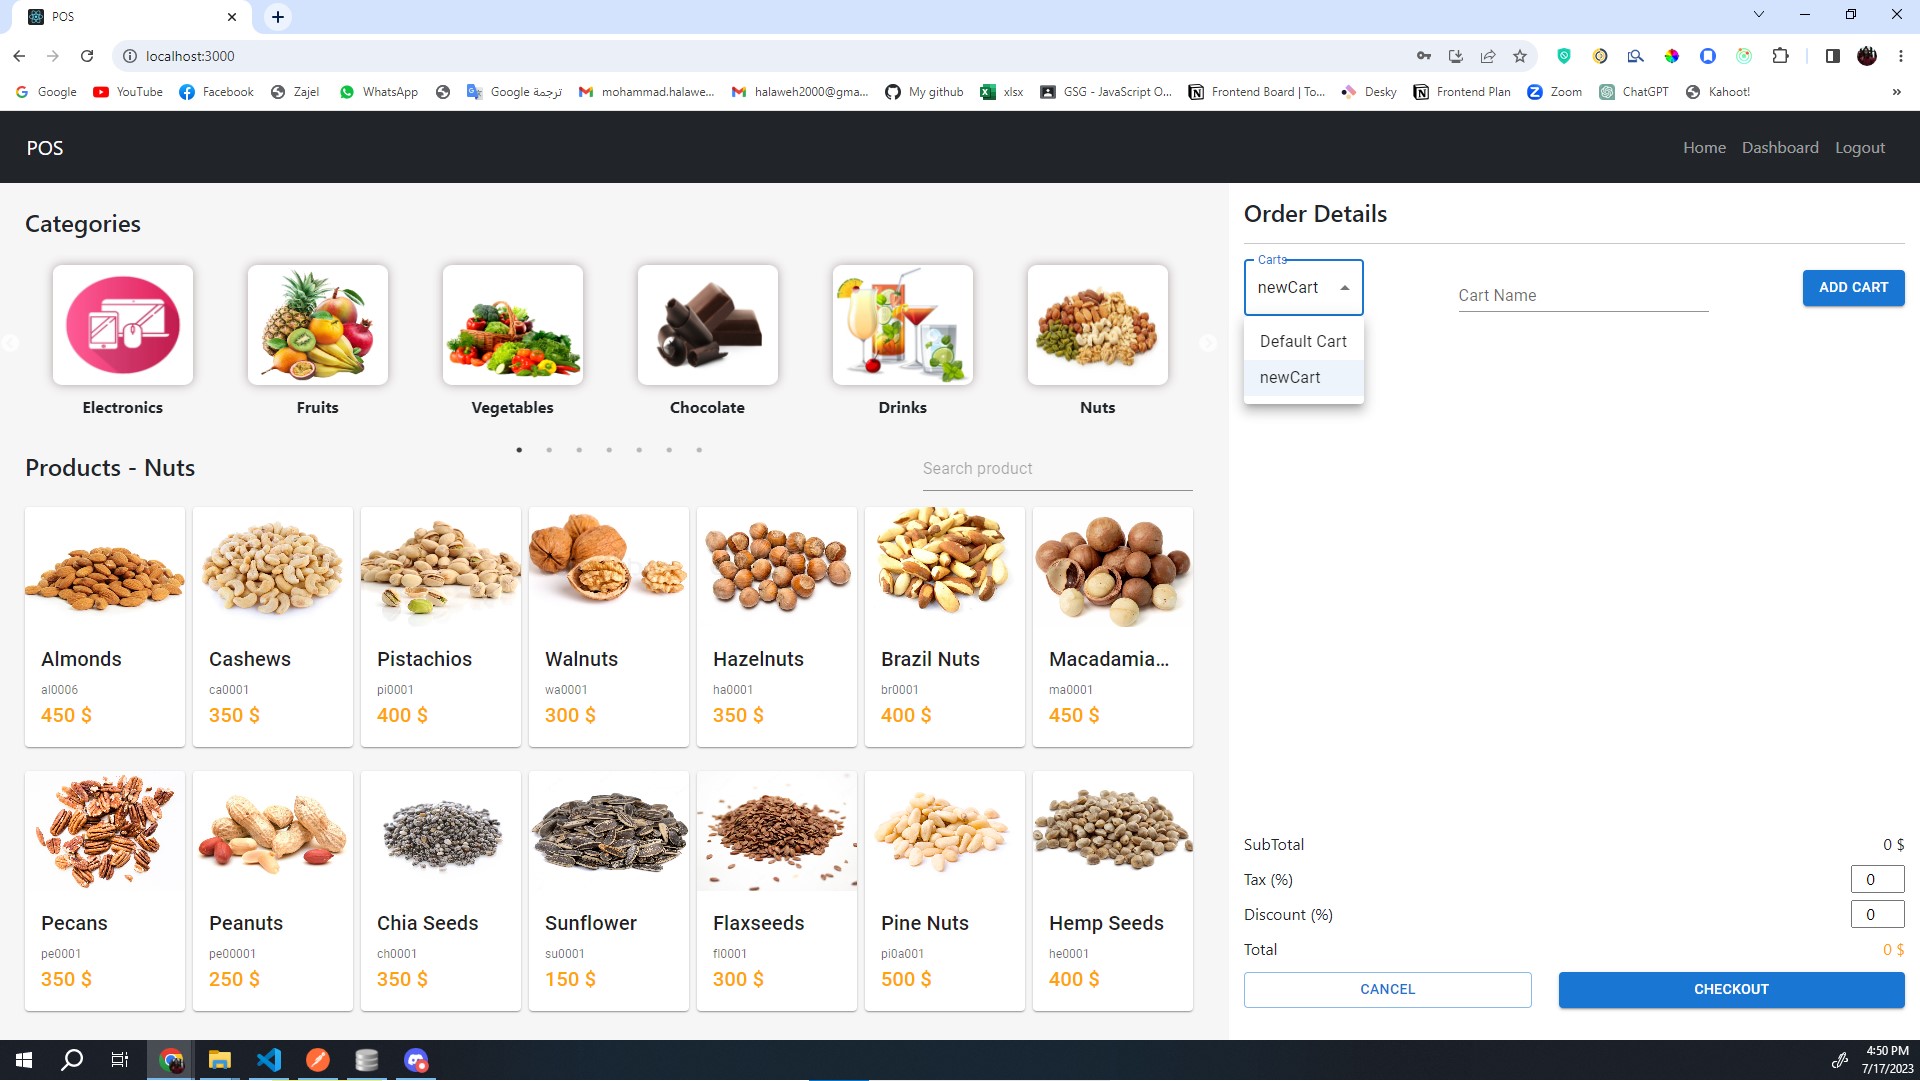 POS
localhost:3000
Google
YouTube
Facebook
Zajel
WhatsApp
Google ترجمة
mohammad.halawe...
halaweh2000@gma...
My github
xlsx
GSG - JavaScript O...
Frontend Board | To...
Desky
Frontend Plan
Zoom
ChatGPT
Kahoot!
»
POS
Home
Dashboard
Logout
Categories
Electronics
Fruits
Vegetables
Chocolate
Drinks
Nuts
Products - Nuts
Search product
Almonds
al0006
450 $
Cashews
ca0001
350 $
Pistachios
pi0001
400 $
Walnuts
wa0001
300 $
Hazelnuts
ha0001
350 $
Brazil Nuts
br0001
400 $
Macadamia...
ma0001
450 $
Pecans
pe0001
350 $
Peanuts
pe00001
250 $
Chia Seeds
ch0001
350 $
Sunflower
su0001
150 $
Flaxseeds
fl0001
300 $
Pine Nuts
pi0a001
500 $
Hemp Seeds
he0001
400 $
Order Details
Carts
newCart
Default Cart
newCart
Cart Name
ADD CART
SubTotal
0 $
Tax (%)
0
Discount (%)
0
Total
0 $
CANCEL
CHECKOUT
4:50 PM
7/17/2023